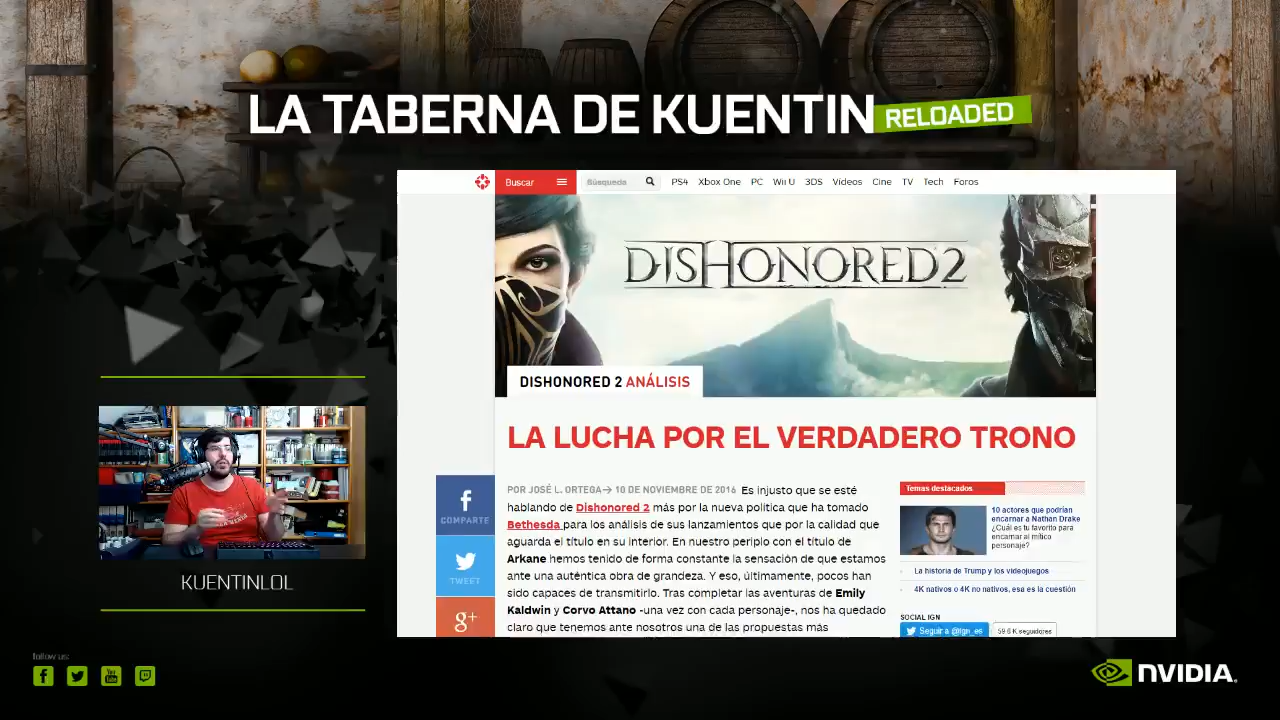 LA TABERNA DE KUENTIN RELOADED
Buscar
Búsqueda
PS4 Xbox One PC Wii U 3DS Vídeos Cine TV Tech Foros
DISHONORED 2
DISHONORED 2 ANÁLISIS
LA LUCHA POR EL VERDADERO TRONO
COMPARTE
TWEET
g+
POR JOSÉ L. ORTEGA→ 10 DE NOVIEMBRE DE 2016 Es injusto que se esté
hablando de Dishonored 2 más por la nueva política que ha tomado
Bethesda para los análisis de sus lanzamientos que por la calidad que
aguarda el título en su interior. En nuestro periplo con el título de
Arkane hemos tenido de forma constante la sensación de que estamos
ante una auténtica obra de grandeza. Y eso, últimamente, pocos han
sido capaces de transmitirlo. Tras completar las aventuras de Emily
Kaldwin y Corvo Attano -una vez con cada personaje-, nos ha quedado
claro que tenemos ante nosotros una de las propuestas más
Temas destacados
10 actores que podrían
encarnar a Nathan Drake
¿Cuál es tu favorito para
encarnar al mítico
personaje?
La historia de Trump y los videojuegos
4K nativos o 4K no nativos, esa es la cuestión
SOCIAL IGN
Seguir a @ign_es
59.6 K seguidores
KUENTINLOL
follow us:
You Tube
NVIDIA.